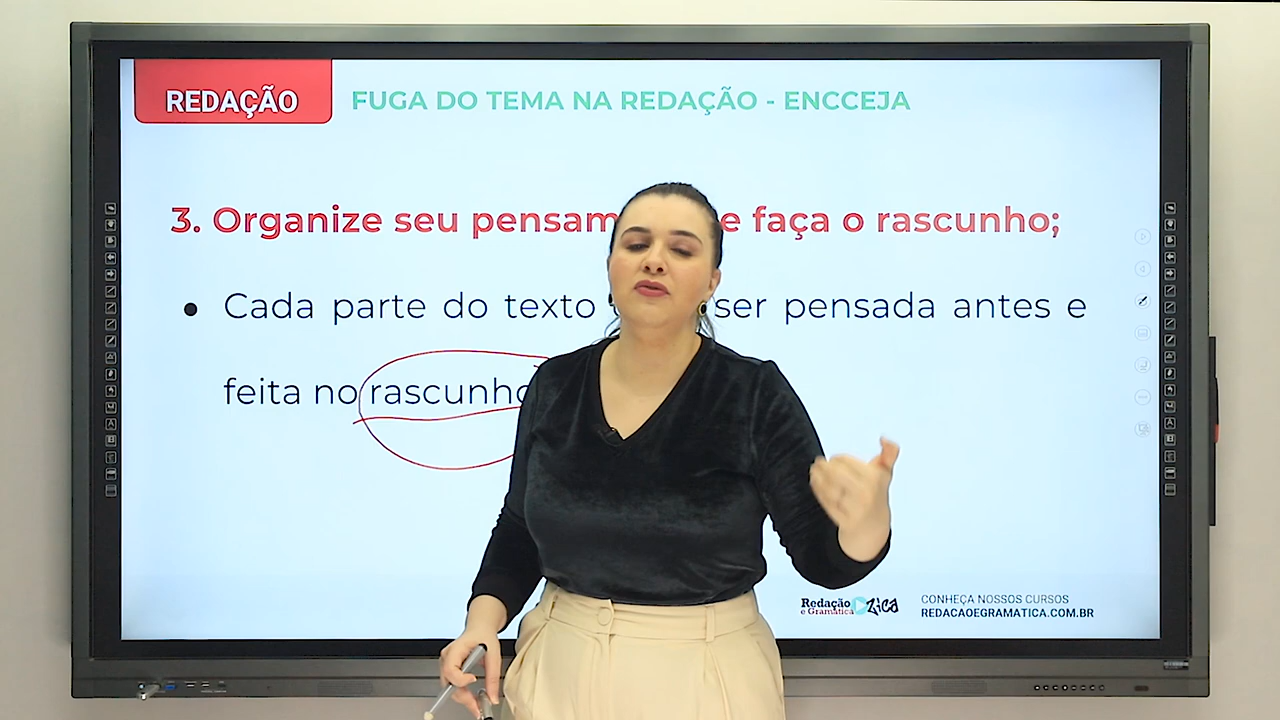 REDAÇÃO
FUGA DO TEMA NA REDAÇÃO - ENCCEJA
3. Organize seu pensam e faça o rascunho;
Cada parte do texto ser pensada antes e
feita no rascunho
Redação
e Gramática
Zica
CONHEÇA NOSSOS CURSOS
REDACAOEGRAMATICA.COM.BR